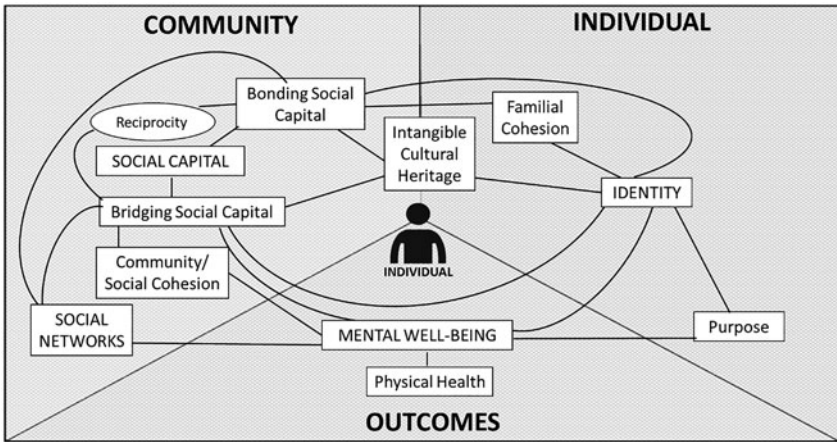 COMMUNITY
INDIVIDUAL
Bonding Social
Capital
Familial
Cohesion
Reciprocity
Intangible
Cultural
Heritage
SOCIAL CAPITAL
IDENTITY
Bridging Social Capital
Community/
Social Cohesion
INDIVIDUAL
SOCIAL
NETWORKS
MENTAL WELL-BEING
Purpose
Physical Health
OUTCOMES